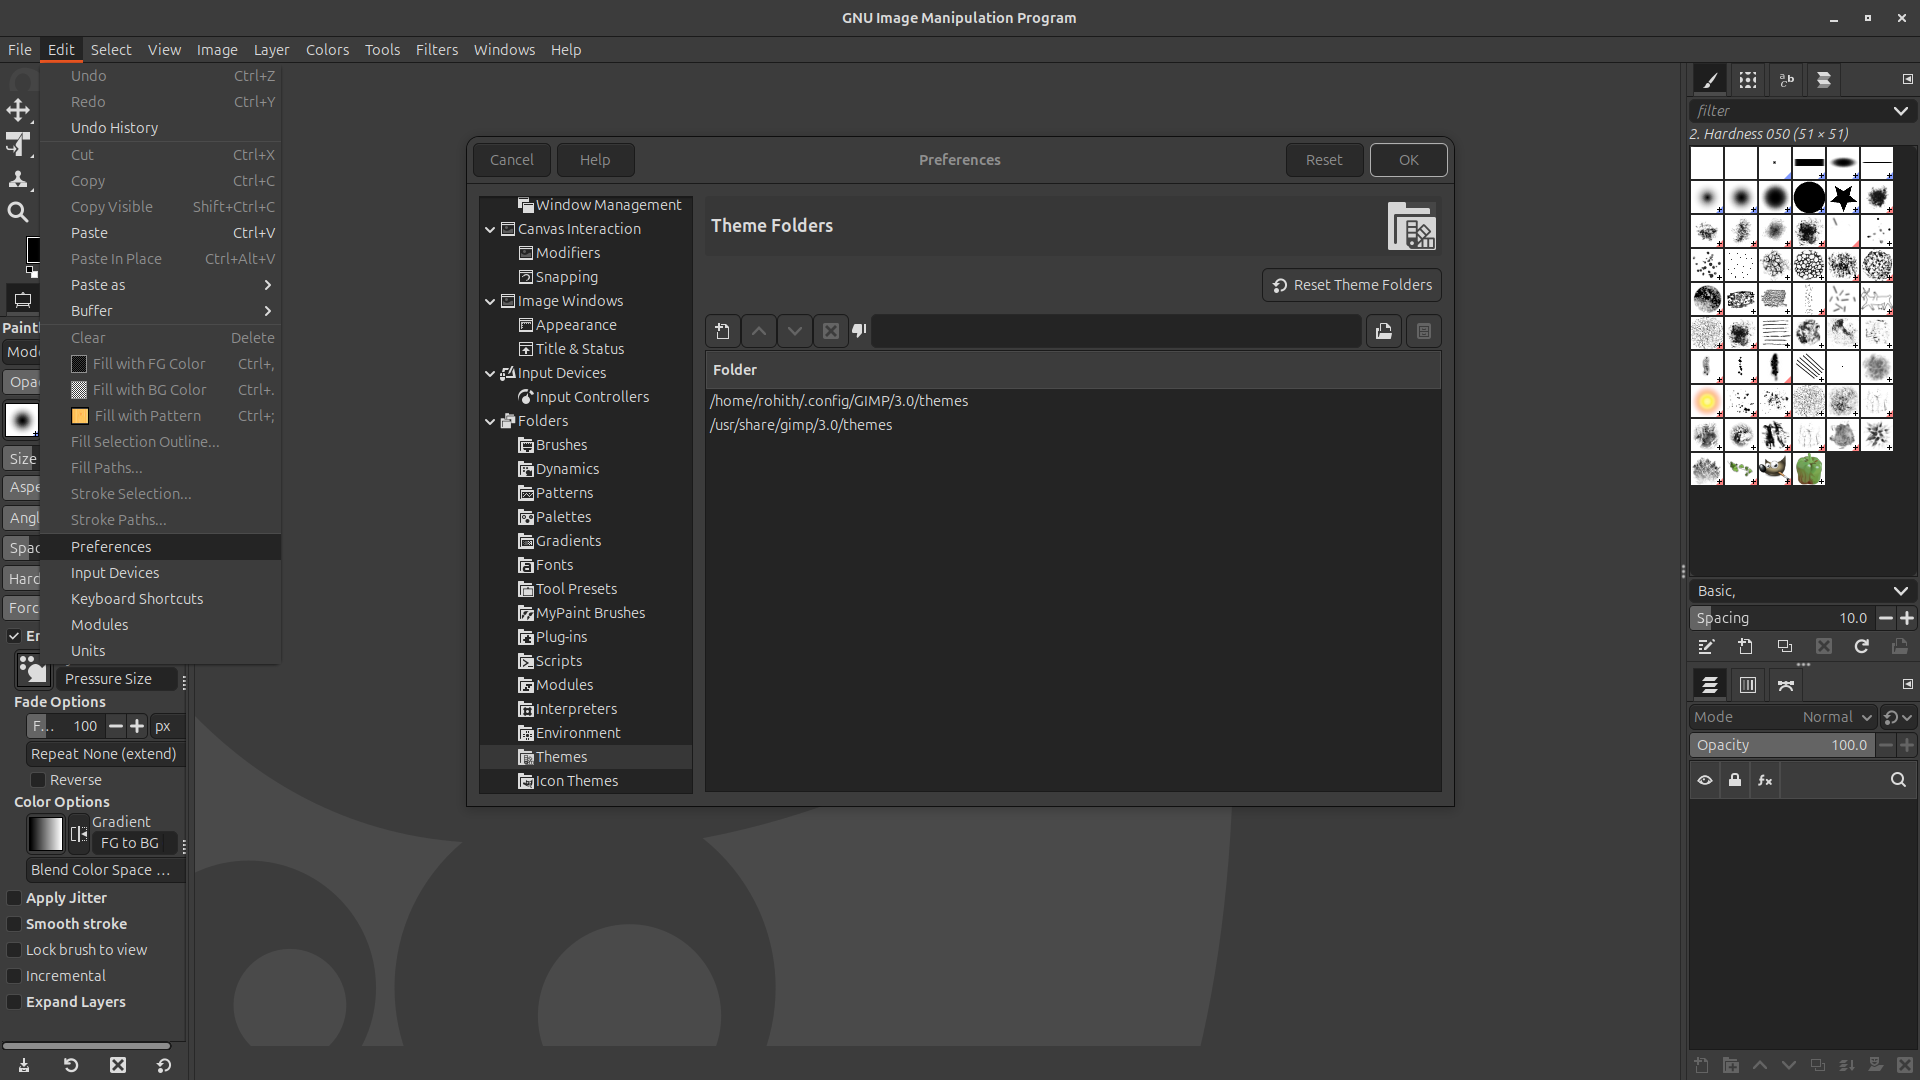 GNU Image Manipulation Program
File Edit Select View Image Layer Colors Tools Filters Windows Help
Undo Ctrl+Z
Redo Ctrl+Y
Undo History
Cut Ctrl+X
Copy Ctrl+C
Copy Visible Shift+Ctrl+C
Paste Ctrl+V
Paste In Place Ctrl+Alt+V
Paste as
Buffer
Clear Delete
Fill with FG Color Ctrl+,
Fill with BG Color Ctrl+.
Fill with Pattern Ctrl+;
Fill Selection Outline...
Fill Paths...
Stroke Selection...
Stroke Paths...
Preferences
Input Devices
Keyboard Shortcuts
Modules
Units
Size
Pressure Size
Fade Options
F... 100 px
Repeat None (extend)
Reverse
Color Options
Gradient
FG to BG
Blend Color Space ...
Apply Jitter
Smooth stroke
Lock brush to view
Incremental
Expand Layers
Cancel Help Preferences Reset OK
Window Management
Canvas Interaction
Modifiers
Snapping
Image Windows
Appearance
Title & Status
Input Devices
Input Controllers
Folders
Brushes
Dynamics
Patterns
Palettes
Gradients
Fonts
Tool Presets
MyPaint Brushes
Plug-ins
Scripts
Modules
Interpreters
Environment
Themes
Icon Themes
Theme Folders
Reset Theme Folders
Folder
/home/rohith/.config/GIMP/3.0/themes
/usr/share/gimp/3.0/themes
filter
2. Hardness 050 (51 × 51)
Basic,
Spacing 10.0
Mode Normal
Opacity 100.0